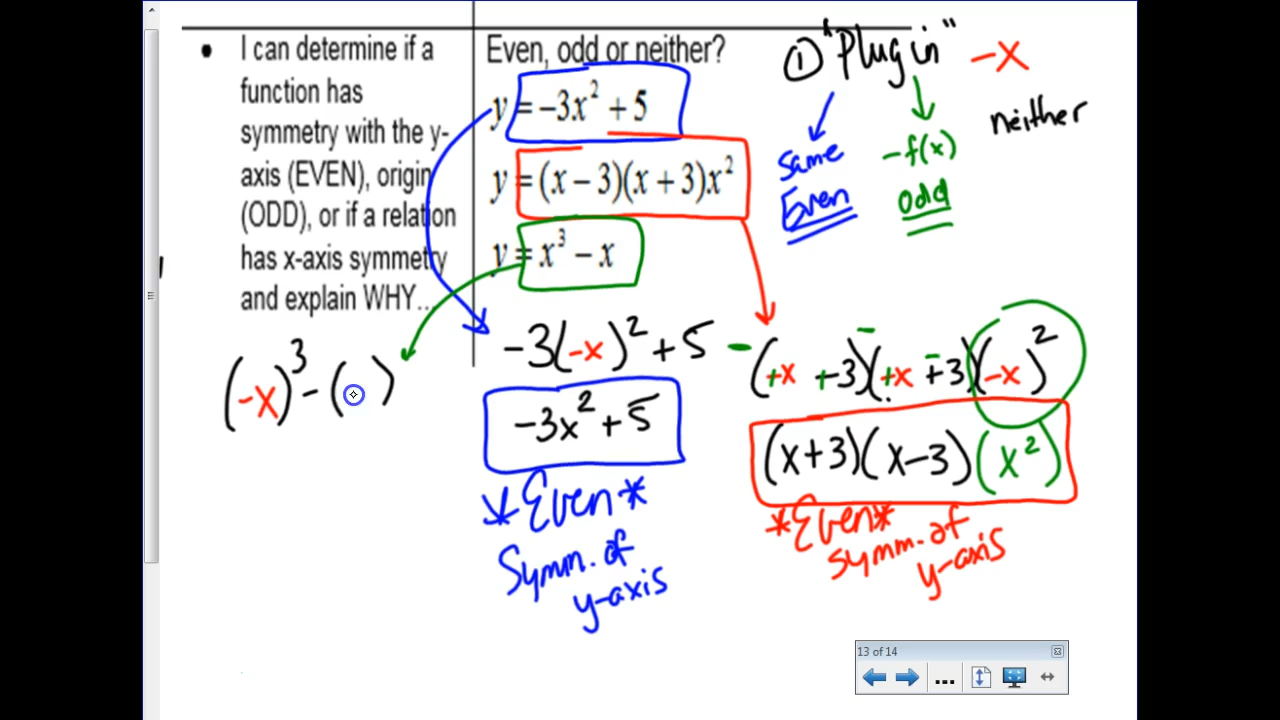 • I can determine if a
function has
symmetry with the y-
axis (EVEN), origin
(ODD), or if a relation
has x-axis symmetry
and explain WHY...
Even, odd or neither?
y = −3x² + 5
y = (x − 3)(x + 3)x²
y = x³ − x
① "Plug in" -x
same
Even
-f(x)
odd
neither
(-x)³ - ( )
-3(-x)² + 5
-3x² + 5
*Even*
Symm. of
y-axis
-(+x +3)(+x +3)(-x)²
(x+3)(x-3)(x²)
*Even*
symm. of
y-axis
13 of 14
...